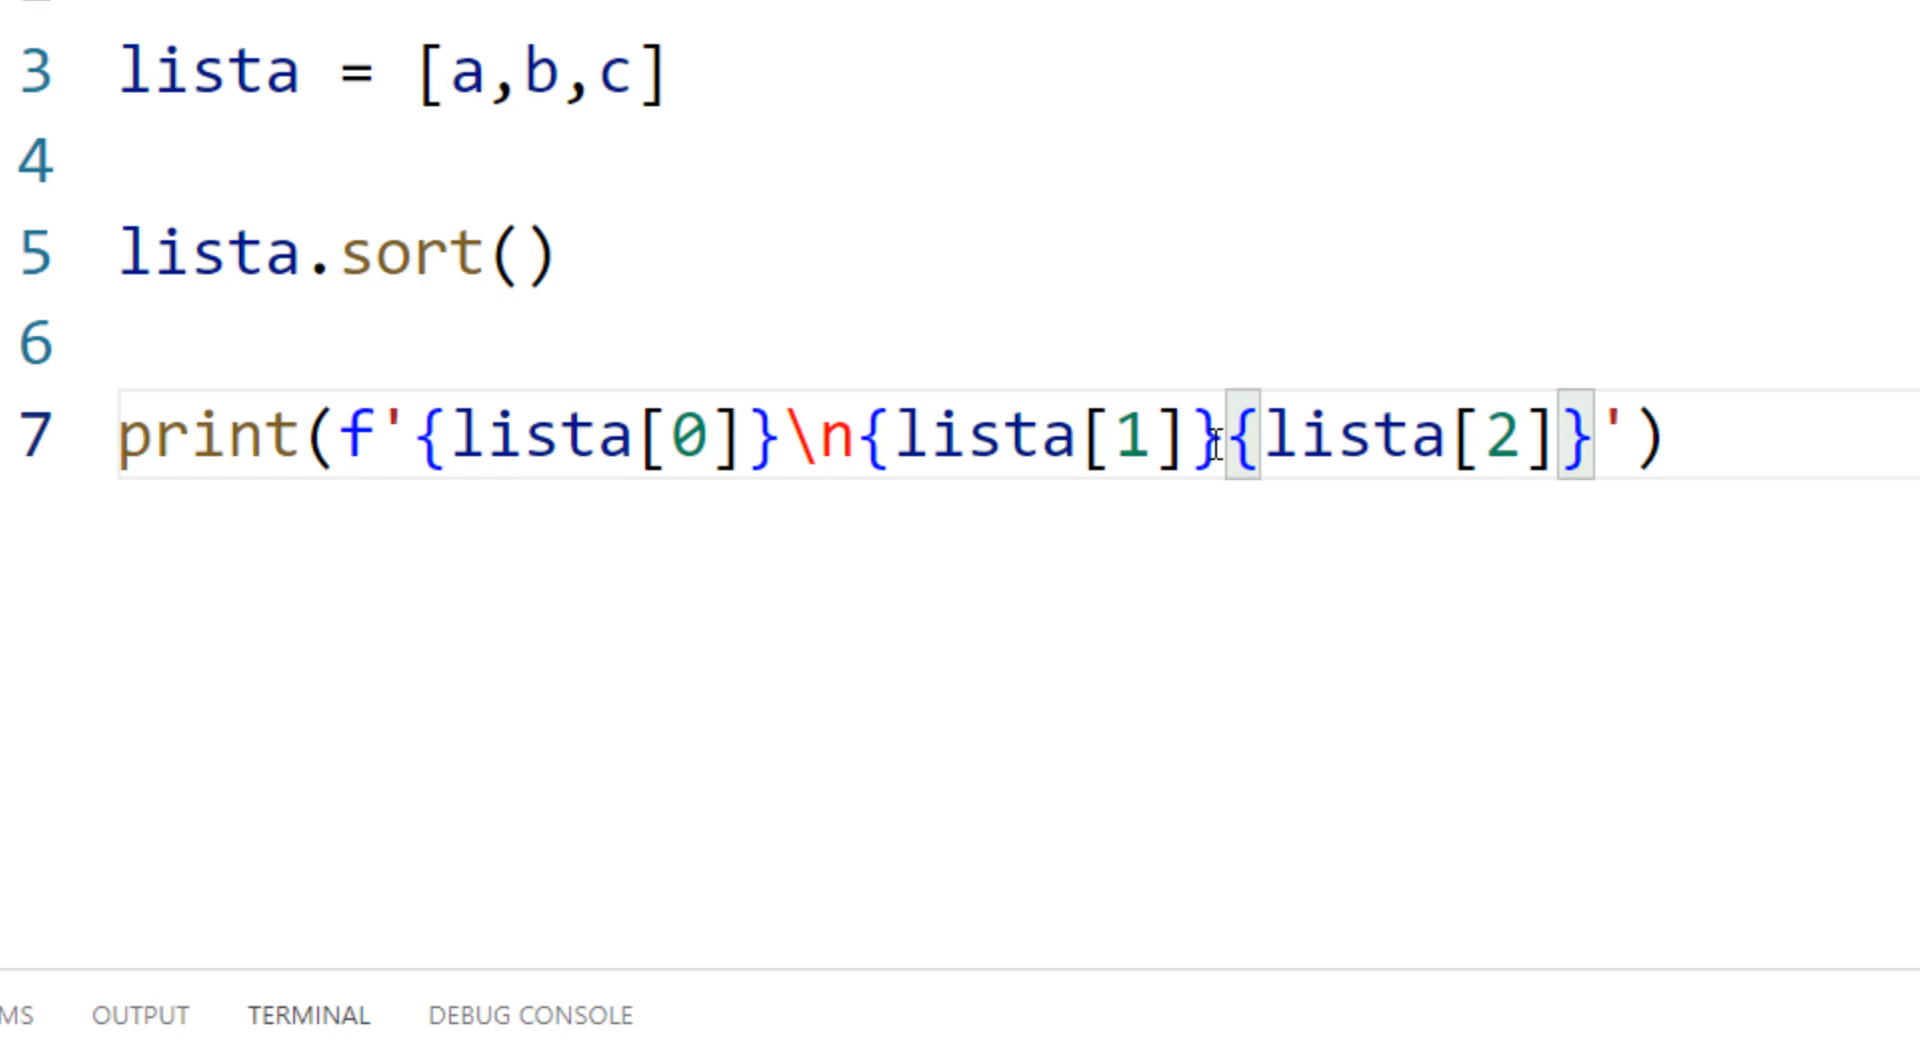 3 lista = [a,b,c]
4
5 lista.sort()
6
7 print(f'{lista[0]}\n{lista[1]}{lista[2]}')
MS OUTPUT TERMINAL DEBUG CONSOLE